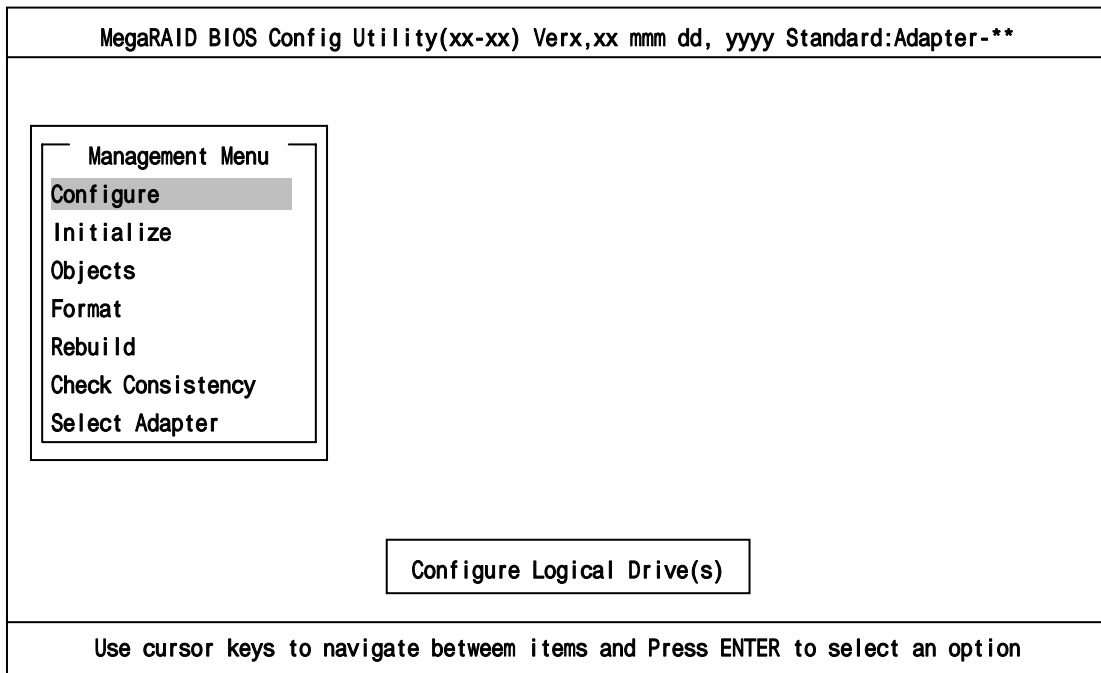 MegaRAID BIOS Config Utility(xx-xx) Verx,xx mmm dd, yyyy Standard:Adapter-**
Management Menu
Configure
Initialize
Objects
Format
Rebuild
Check Consistency
Select Adapter
Configure Logical Drive(s)
Use cursor keys to navigate betweem items and Press ENTER to select an option